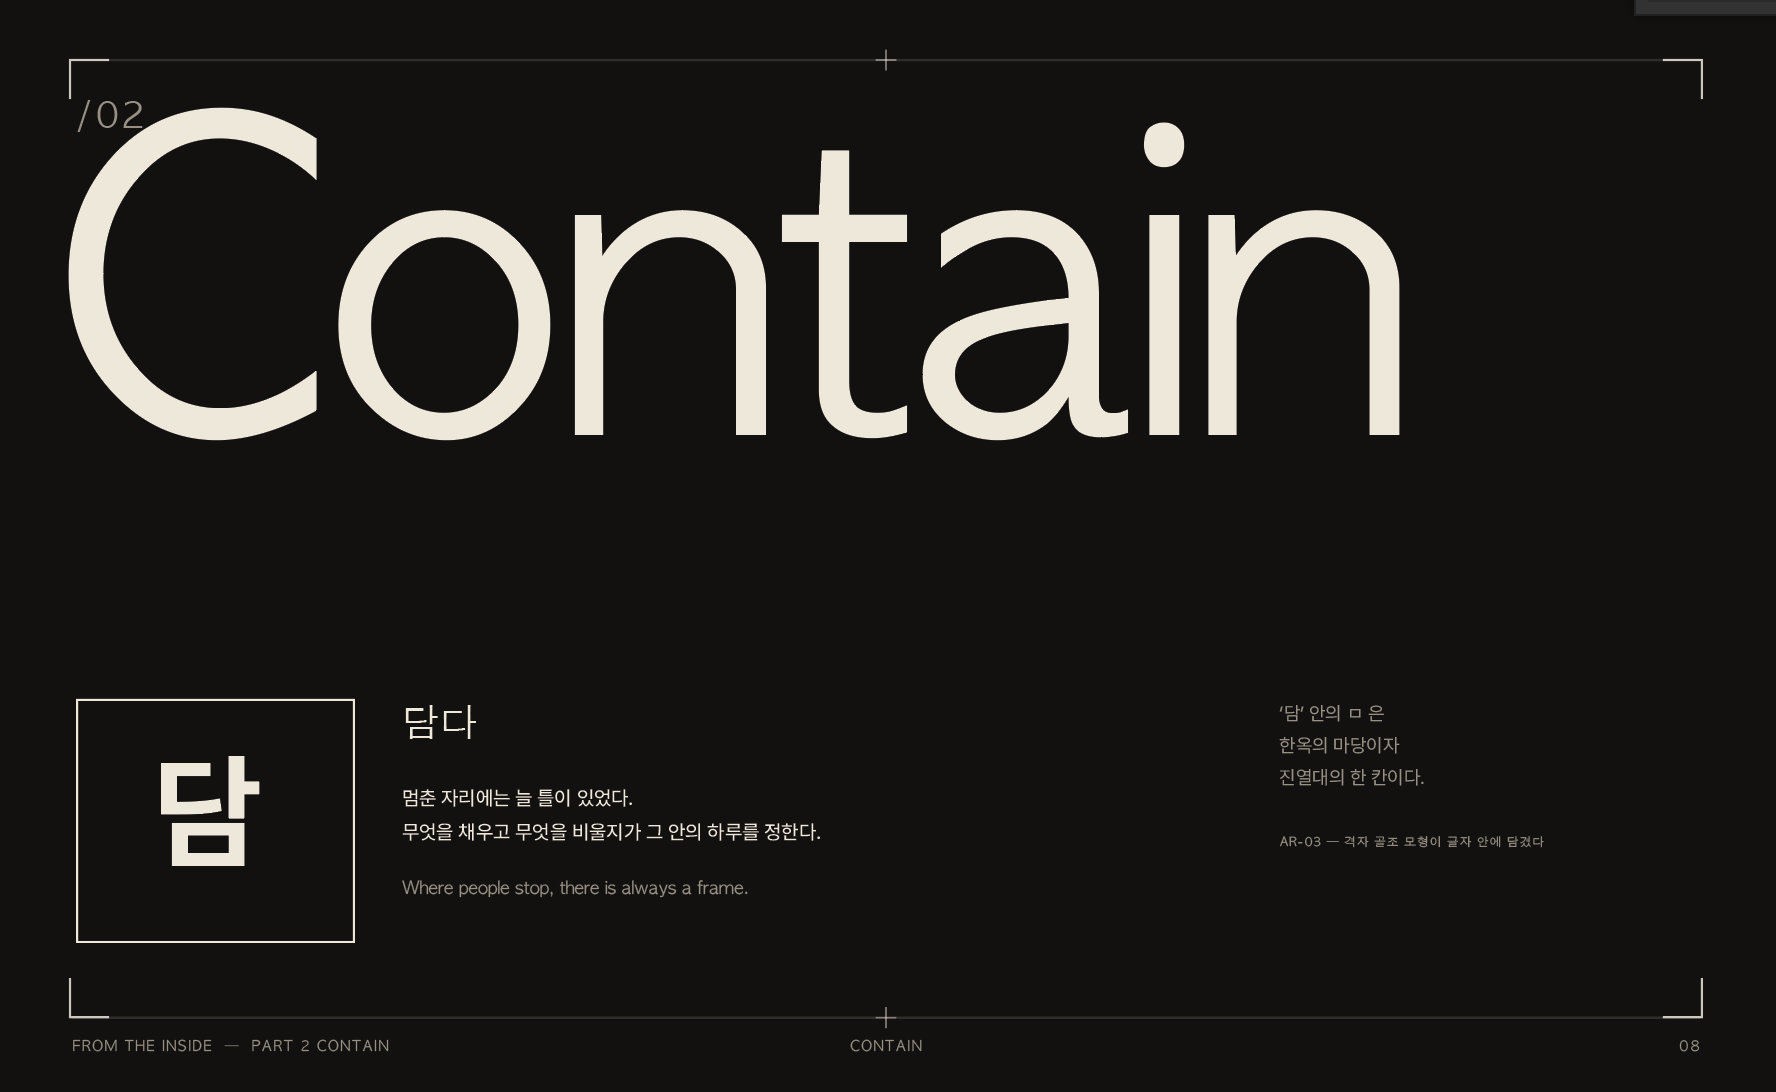 /02
Contain
담
담다
멈춘 자리에는 늘 틀이 있었다.
무엇을 채우고 무엇을 비울지가 그 안의 하루를 정한다.
Where people stop, there is always a frame.
‘담’ 안의 ㅁ 은
한옥의 마당이자
진열대의 한 칸이다.
AR-03 — 격자 골조 모형이 글자 안에 담겼다
FROM THE INSIDE — PART 2 CONTAIN
CONTAIN
08